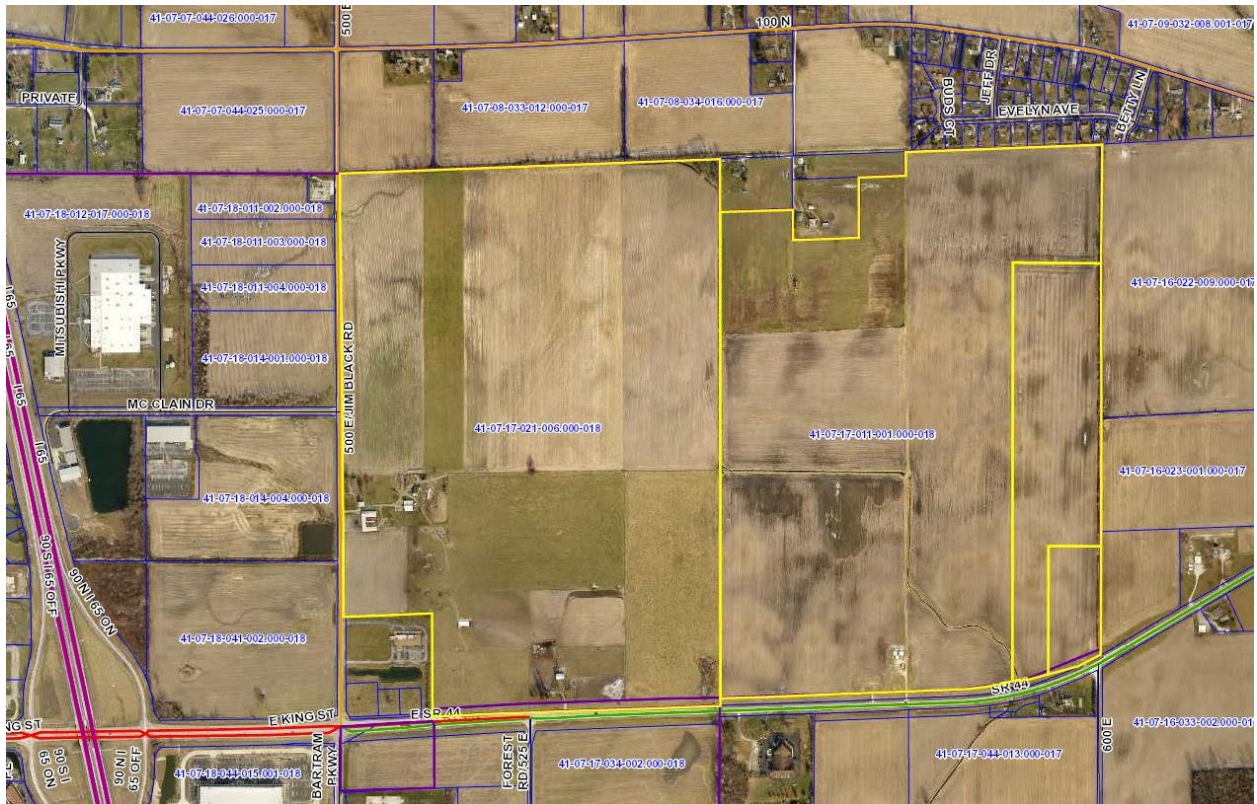 41-07-07-044-026.000-017
500 E
100 N
41-07-09-032-008.001-017
PRIVATE
41-07-07-044-025.000-017
41-07-08-033-012.000-017
41-07-08-034-016.000-017
BUDS CT
JEFF DR
EVELYN AVE
BETTY LN
41-07-18-012-017.000-018
41-07-18-011-002.000-018
41-07-18-011-003.000-018
41-07-18-011-004.000-018
41-07-18-014-001.000-018
MITSUBISHI PKWY
I 65
I 65
I 65
I 65
MC CLAIN DR
500 E/JIM BLACK RD
41-07-17-021-006.000-018
41-07-17-011-001.000-018
41-07-16-022-009.000-017
41-07-16-023-001.000-017
41-07-18-014-004.000-018
90 S I 65 OFF
90 N I 65 ON
41-07-18-041-002.000-018
E KING ST
E SR 44
SR 44
NG ST
90 S I
65 ON
90 N I
65 OFF
41-07-18-044-015.001-018
BARTRAM
PKWY
FOREST
RD/525 E
41-07-17-034-002.000-018
41-07-17-044-013.000-017
600 E
41-07-16-033-002.000-01